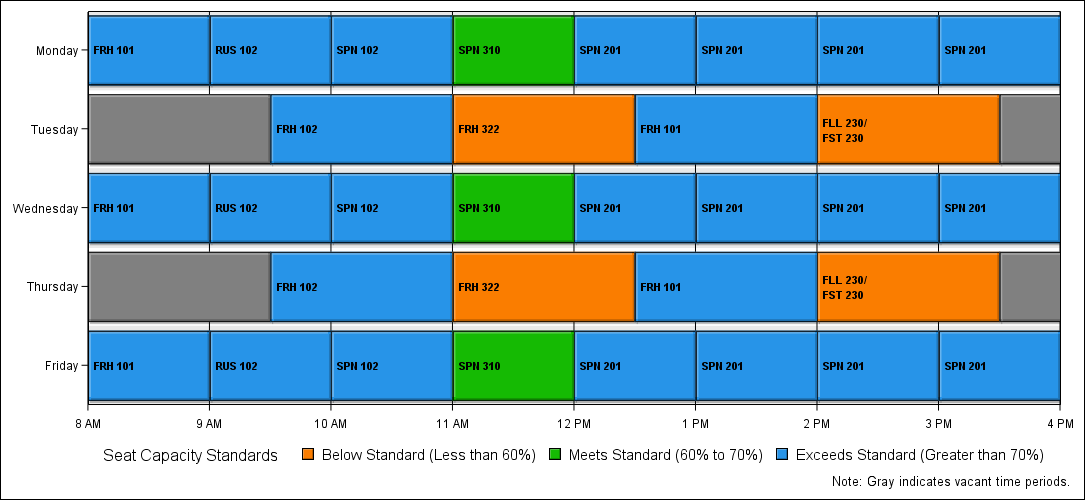 Monday
FRH 101
RUS 102
SPN 102
SPN 310
SPN 201
SPN 201
SPN 201
SPN 201
Tuesday
FRH 102
FRH 322
FRH 101
FLL 230/
FST 230
Wednesday
FRH 101
RUS 102
SPN 102
SPN 310
SPN 201
SPN 201
SPN 201
SPN 201
Thursday
FRH 102
FRH 322
FRH 101
FLL 230/
FST 230
Friday
FRH 101
RUS 102
SPN 102
SPN 310
SPN 201
SPN 201
SPN 201
SPN 201
8 AM
9 AM
10 AM
11 AM
12 PM
1 PM
2 PM
3 PM
4 PM
Seat Capacity Standards
Below Standard (Less than 60%)
Meets Standard (60% to 70%)
Exceeds Standard (Greater than 70%)
Note: Gray indicates vacant time periods.